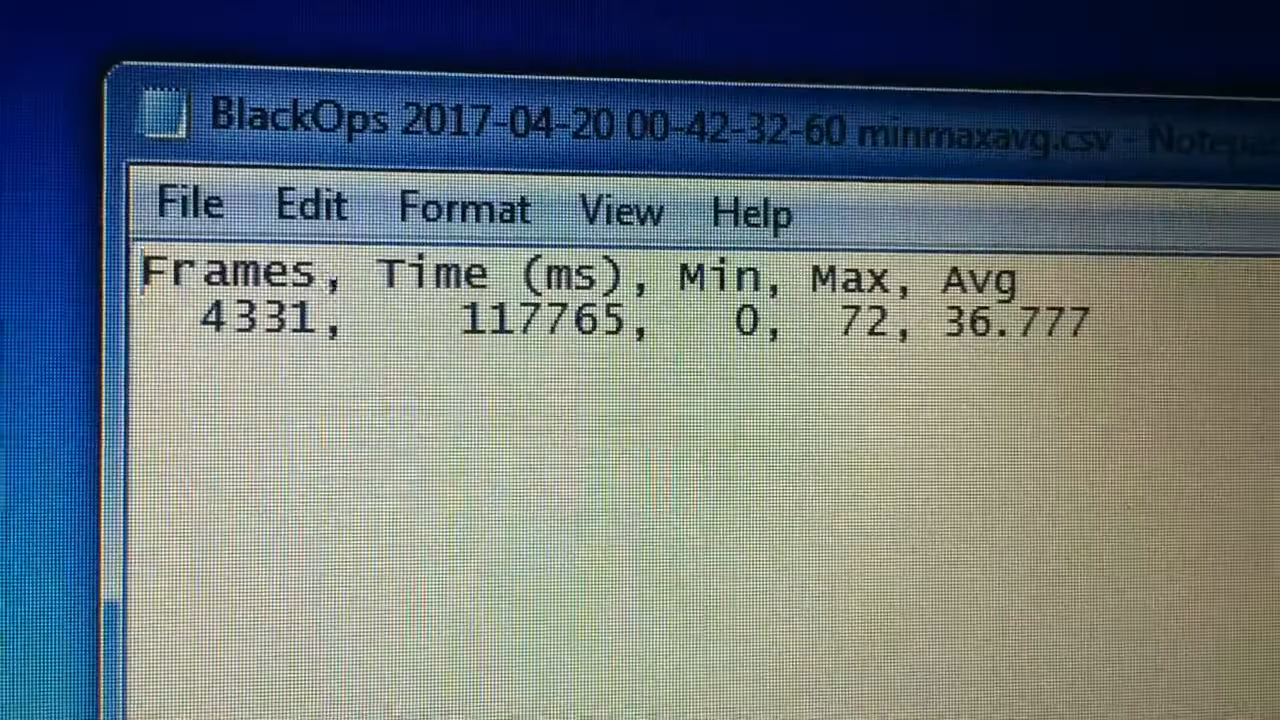 BlackOps 2017-04-20 00-42-32-60 minmaxavg.csv - Notepad
File Edit Format View Help
Frames, Time (ms), Min, Max, Avg
4331, 117765, 0, 72, 36.777